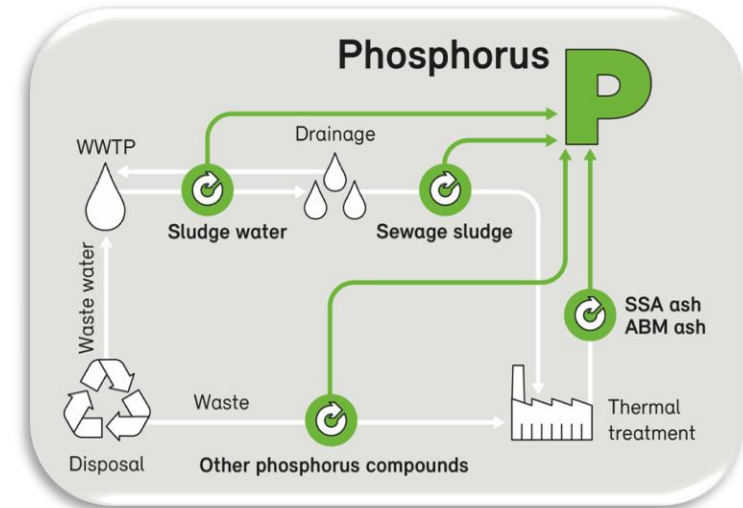 Phosphorus
P
Drainage
WWTP
Sludge water
Sewage sludge
Waste water
SSA ash
ABM ash
Waste
Thermal
treatment
Disposal
Other phosphorus compounds